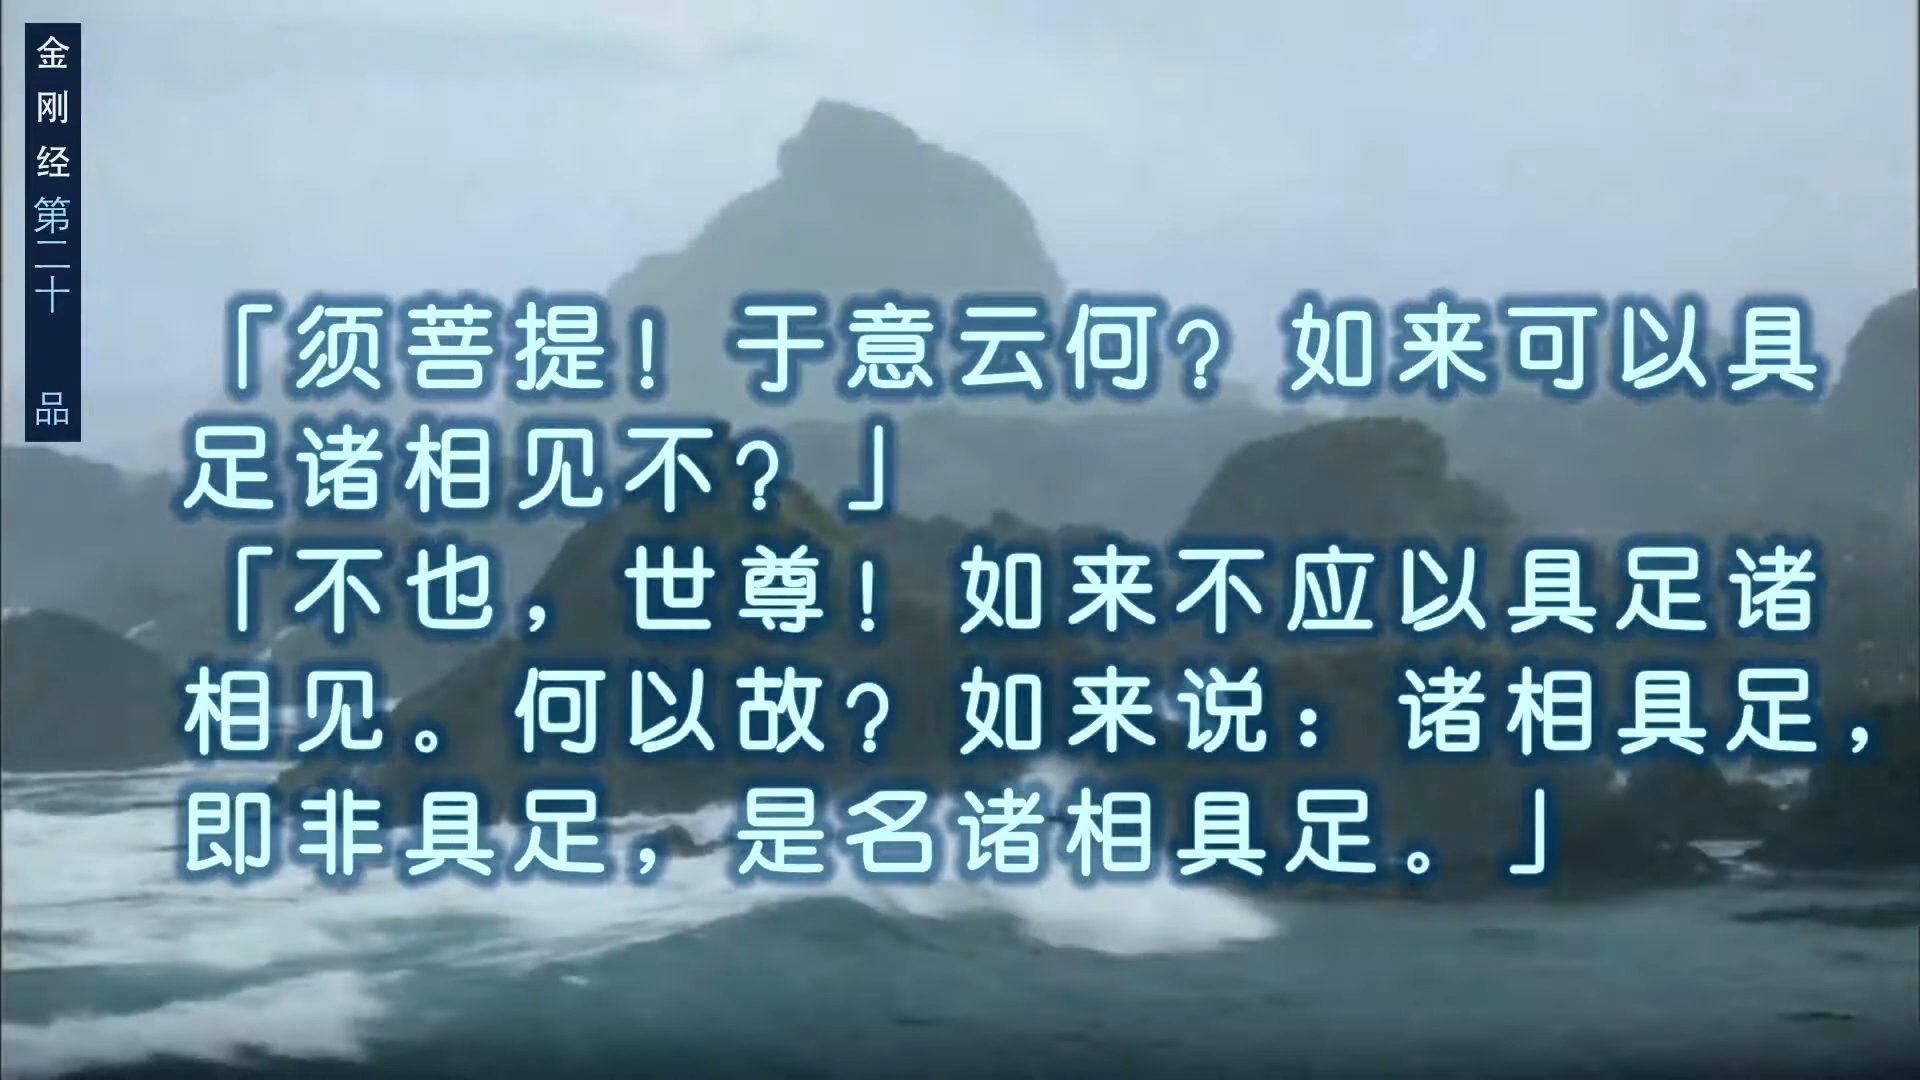 金刚经第二十 品
「须菩提！于意云何？如来可以具
足诸相见不？」
「不也，世尊！如来不应以具足诸
相见。何以故？如来说：诸相具足，
即非具足，是名诸相具足。」